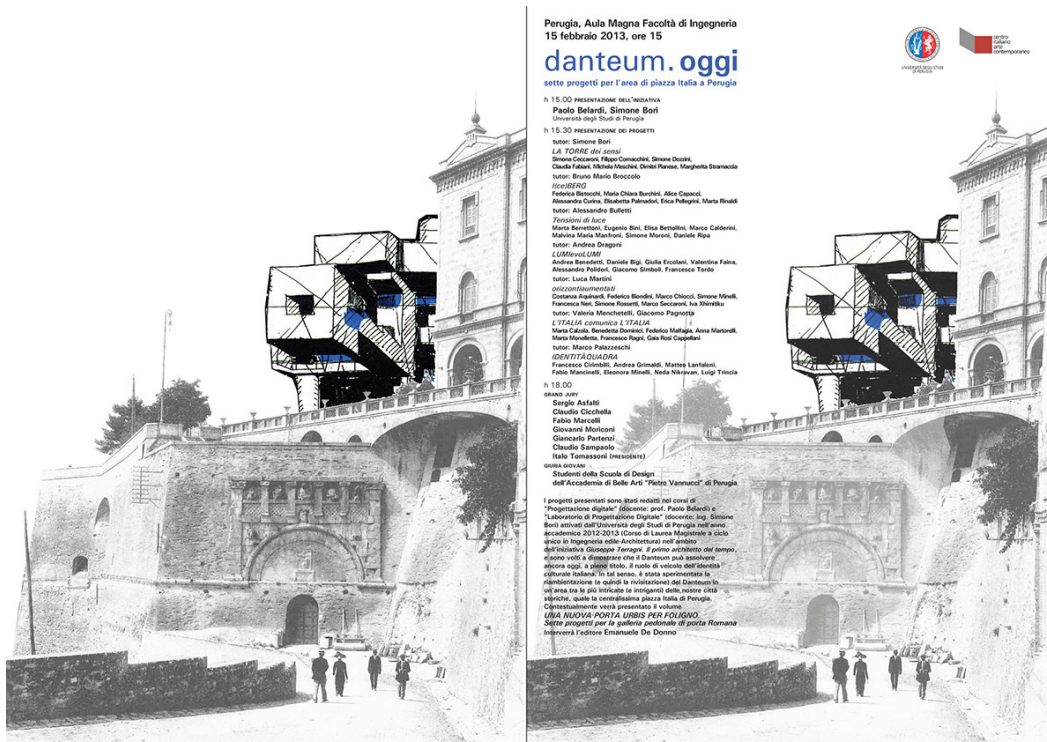 Perugia, Aula Magna Facoltà di Ingegneria
15 febbraio 2013, ore 15
danteum. oggi
sette progetti per l'area di piazza Italia a Perugia
h 15.00 PRESENTAZIONE DELL'INIZIATIVA
Paolo Belardi, Simone Bori
Università degli Studi di Perugia
h 15.30 PRESENTAZIONE DEI PROGETTI
tutor: Simone Bori
LA TORRE dei sensi
Simona Ceccaroni, Filippo Cornacchini, Simone Dozzini,
Claudia Fabiani, Michela Meschini, Dimitri Pianese, Margherita Stramaccia
tutor: Bruno Mario Broccolo
I(ce)BERG
Federica Bistocchi, Maria Chiara Burchini, Alice Capacci,
Alessandra Curina, Elisabetta Palmadori, Erica Pellegrini, Marta Rinaldi
tutor: Alessandro Bulletti
Tensioni di luce
Marta Berrettoni, Eugenio Bini, Elisa Bettollini, Marco Calderini,
Malvina Maria Manfroni, Simone Moroni, Daniele Ripa
tutor: Andrea Dragoni
LUMIevoLUMI
Andrea Benedetti, Daniele Bigi, Giulia Ercolani, Valentina Faina,
Alessandro Polidori, Giacomo Simboli, Francesco Tordo
tutor: Luca Martini
orizzontiaumentati
Costanza Aquinardi, Federico Biondini, Marco Chiocci, Simone Minelli,
Francesca Neri, Simone Rossetti, Marco Seccaroni, Iva Xhimitiku
tutor: Valeria Menchetelli, Giacomo Pagnotta
L'ITALIA comunica L'ITALIA
Marta Calzola, Benedetta Dominici, Federico Malfagia, Anna Martorelli,
Marta Monelletta, Francesco Ragni, Gaia Rosi Cappellani
tutor: Marco Palazzeschi
IDENTITÀQUADRA
Francesco Cirimbilli, Andrea Grimaldi, Matteo Lanfaloni,
Fabio Mancinelli, Eleonora Minelli, Neda Nikravan, Luigi Trincia
h 18.00
GRAND JURY
Sergio Asfalti
Claudio Cicchella
Fabio Marcelli
Giovanni Moriconi
Giancarlo Partenzi
Claudio Sampaolo
Italo Tomassoni (PRESIDENTE)
GIURIA GIOVANI
Studenti della Scuola di Design
dell'Accademia di Belle Arti "Pietro Vannucci" di Perugia
I progetti presentati sono stati redatti nei corsi di
"Progettazione digitale" (docente: prof. Paolo Belardi) e
"Laboratorio di Progettazione Digitale" (docente: ing. Simone
Bori) attivati dall'Università degli Studi di Perugia nell'anno
accademico 2012-2013 (Corso di Laurea Magistrale a ciclo
unico in Ingegneria edile-Architettura) nell'ambito
dell'iniziativa Giuseppe Terragni. Il primo architetto del tempo,
e sono volti a dimostrare che il Danteum può assolvere
ancora oggi, a pieno titolo, il ruolo di veicolo dell'identità
culturale italiana. In tal senso, è stata sperimentata la
riambientazione (e quindi la rivisitazione) del Danteum in
un'area tra le più intricate (e intriganti) delle nostre città
storiche, quale la centralissima piazza Italia di Perugia.
Contestualmente verrà presentato il volume
UNA NUOVA PORTA URBIS PER FOLIGNO.
Sette progetti per la galleria pedonale di porta Romana
Interverrà l'editore Emanuele De Donno
UNIVERSITÀ DEGLI STUDI
DI PERUGIA
centro
italiano
arte
contemporanea